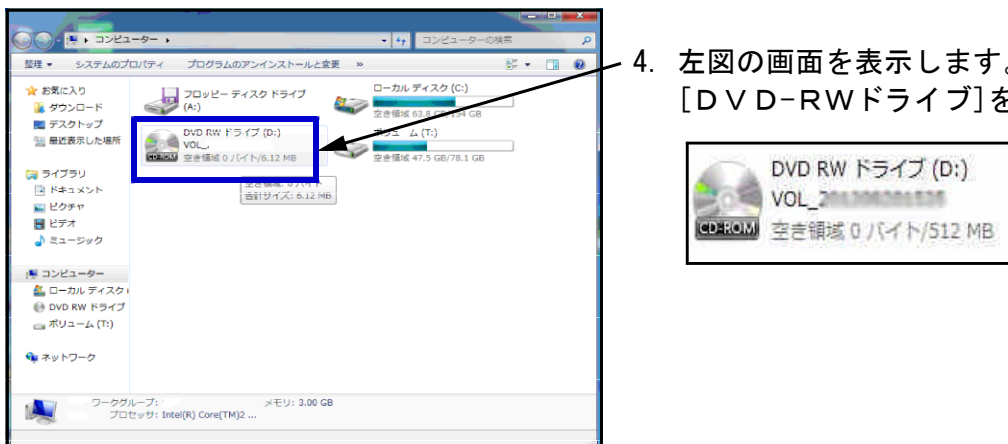 コンピューター
コンピューターの検索
整理
システムのプロパティ
プログラムのアンインストールと変更
»
お気に入り
ダウンロード
デスクトップ
最近表示した場所
ライブラリ
ドキュメント
ピクチャ
ビデオ
ミュージック
コンピューター
ローカル ディスク (
DVD RW ドライブ
ボリューム (T:)
ネットワーク
フロッピー ディスク ドライブ
(A:)
ローカル ディスク (C:)
空き領域 63.8 GB/154 GB
DVD RW ドライブ (D:)
VOL_
CD-ROM
空き領域 0 バイト/6.12 MB
(T:)
空き領域 47.5 GB/78.1 GB
空き領域: 0 バイト
合計サイズ: 6.12 MB
ワークグループ:
メモリ: 3.00 GB
プロセッサ: Intel(R) Core(TM)2 ...
4. 左図の画面を表示します。
[DVD-RWドライブ]を
DVD RW ドライブ (D:)
VOL_2
CD-ROM
空き領域 0 バイト/512 MB